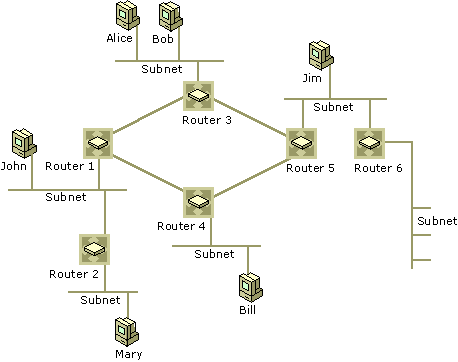 Alice
Bob
Subnet
Jim
Subnet
Router 3
John
Router 1
Router 5
Router 6
Subnet
Router 4
Subnet
Subnet
Router 2
Subnet
Bill
Mary